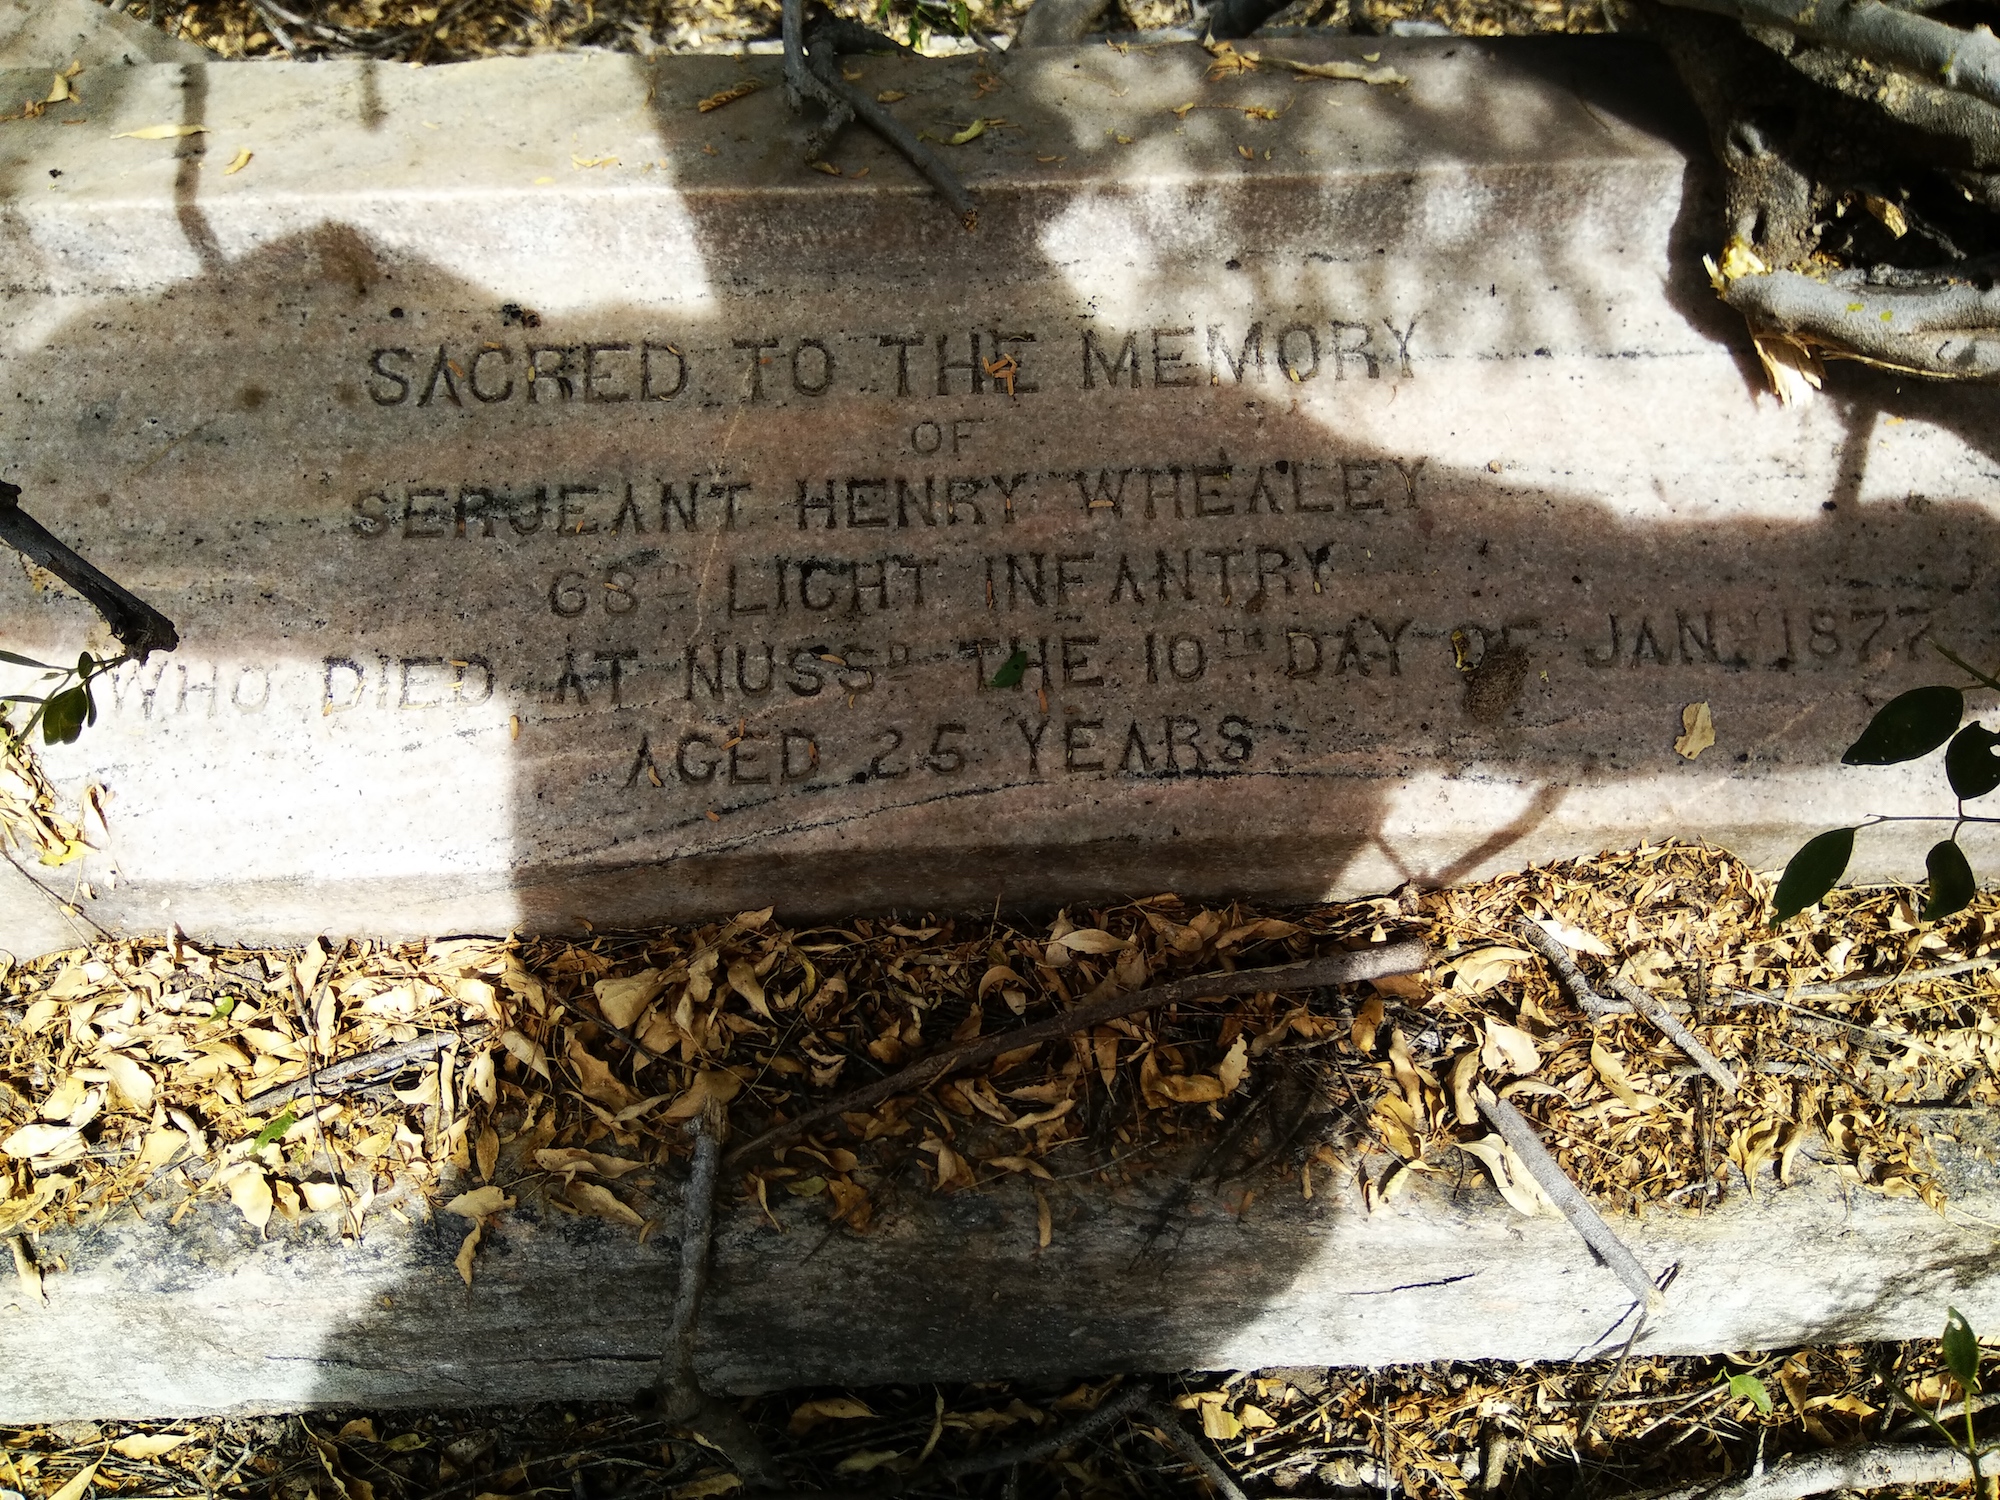 SACRED TO THE MEMORY
OF
SERJEANT HENRY WHEALEY
68TH LIGHT INFANTRY
WHO DIED AT NUSSD THE 10TH DAY OF JANY 1877
AGED 25 YEARS